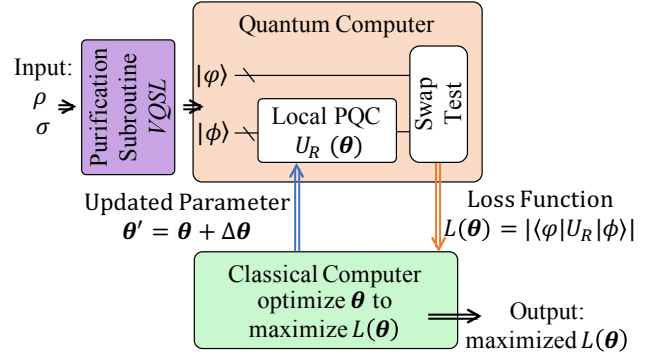 Quantum Computer
Input:
ρ
σ
Purification
Subroutine
VQSL
|φ⟩
|ϕ⟩
Local PQC
U_R (θ)
Swap
Test
Updated Parameter
θ′ = θ + Δθ
Loss Function
L(θ) = |⟨φ|U_R|ϕ⟩|
Classical Computer
optimize θ to
maximize L(θ)
Output:
maximized L(θ)